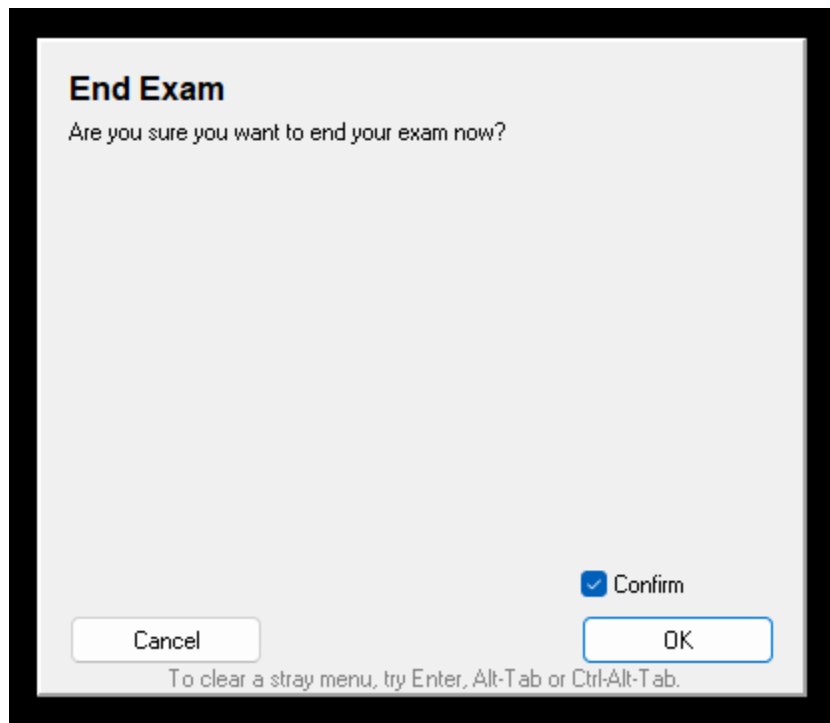 End Exam
Are you sure you want to end your exam now?
Confirm
Cancel
OK
To clear a stray menu, try Enter, Alt-Tab or Ctrl-Alt-Tab.